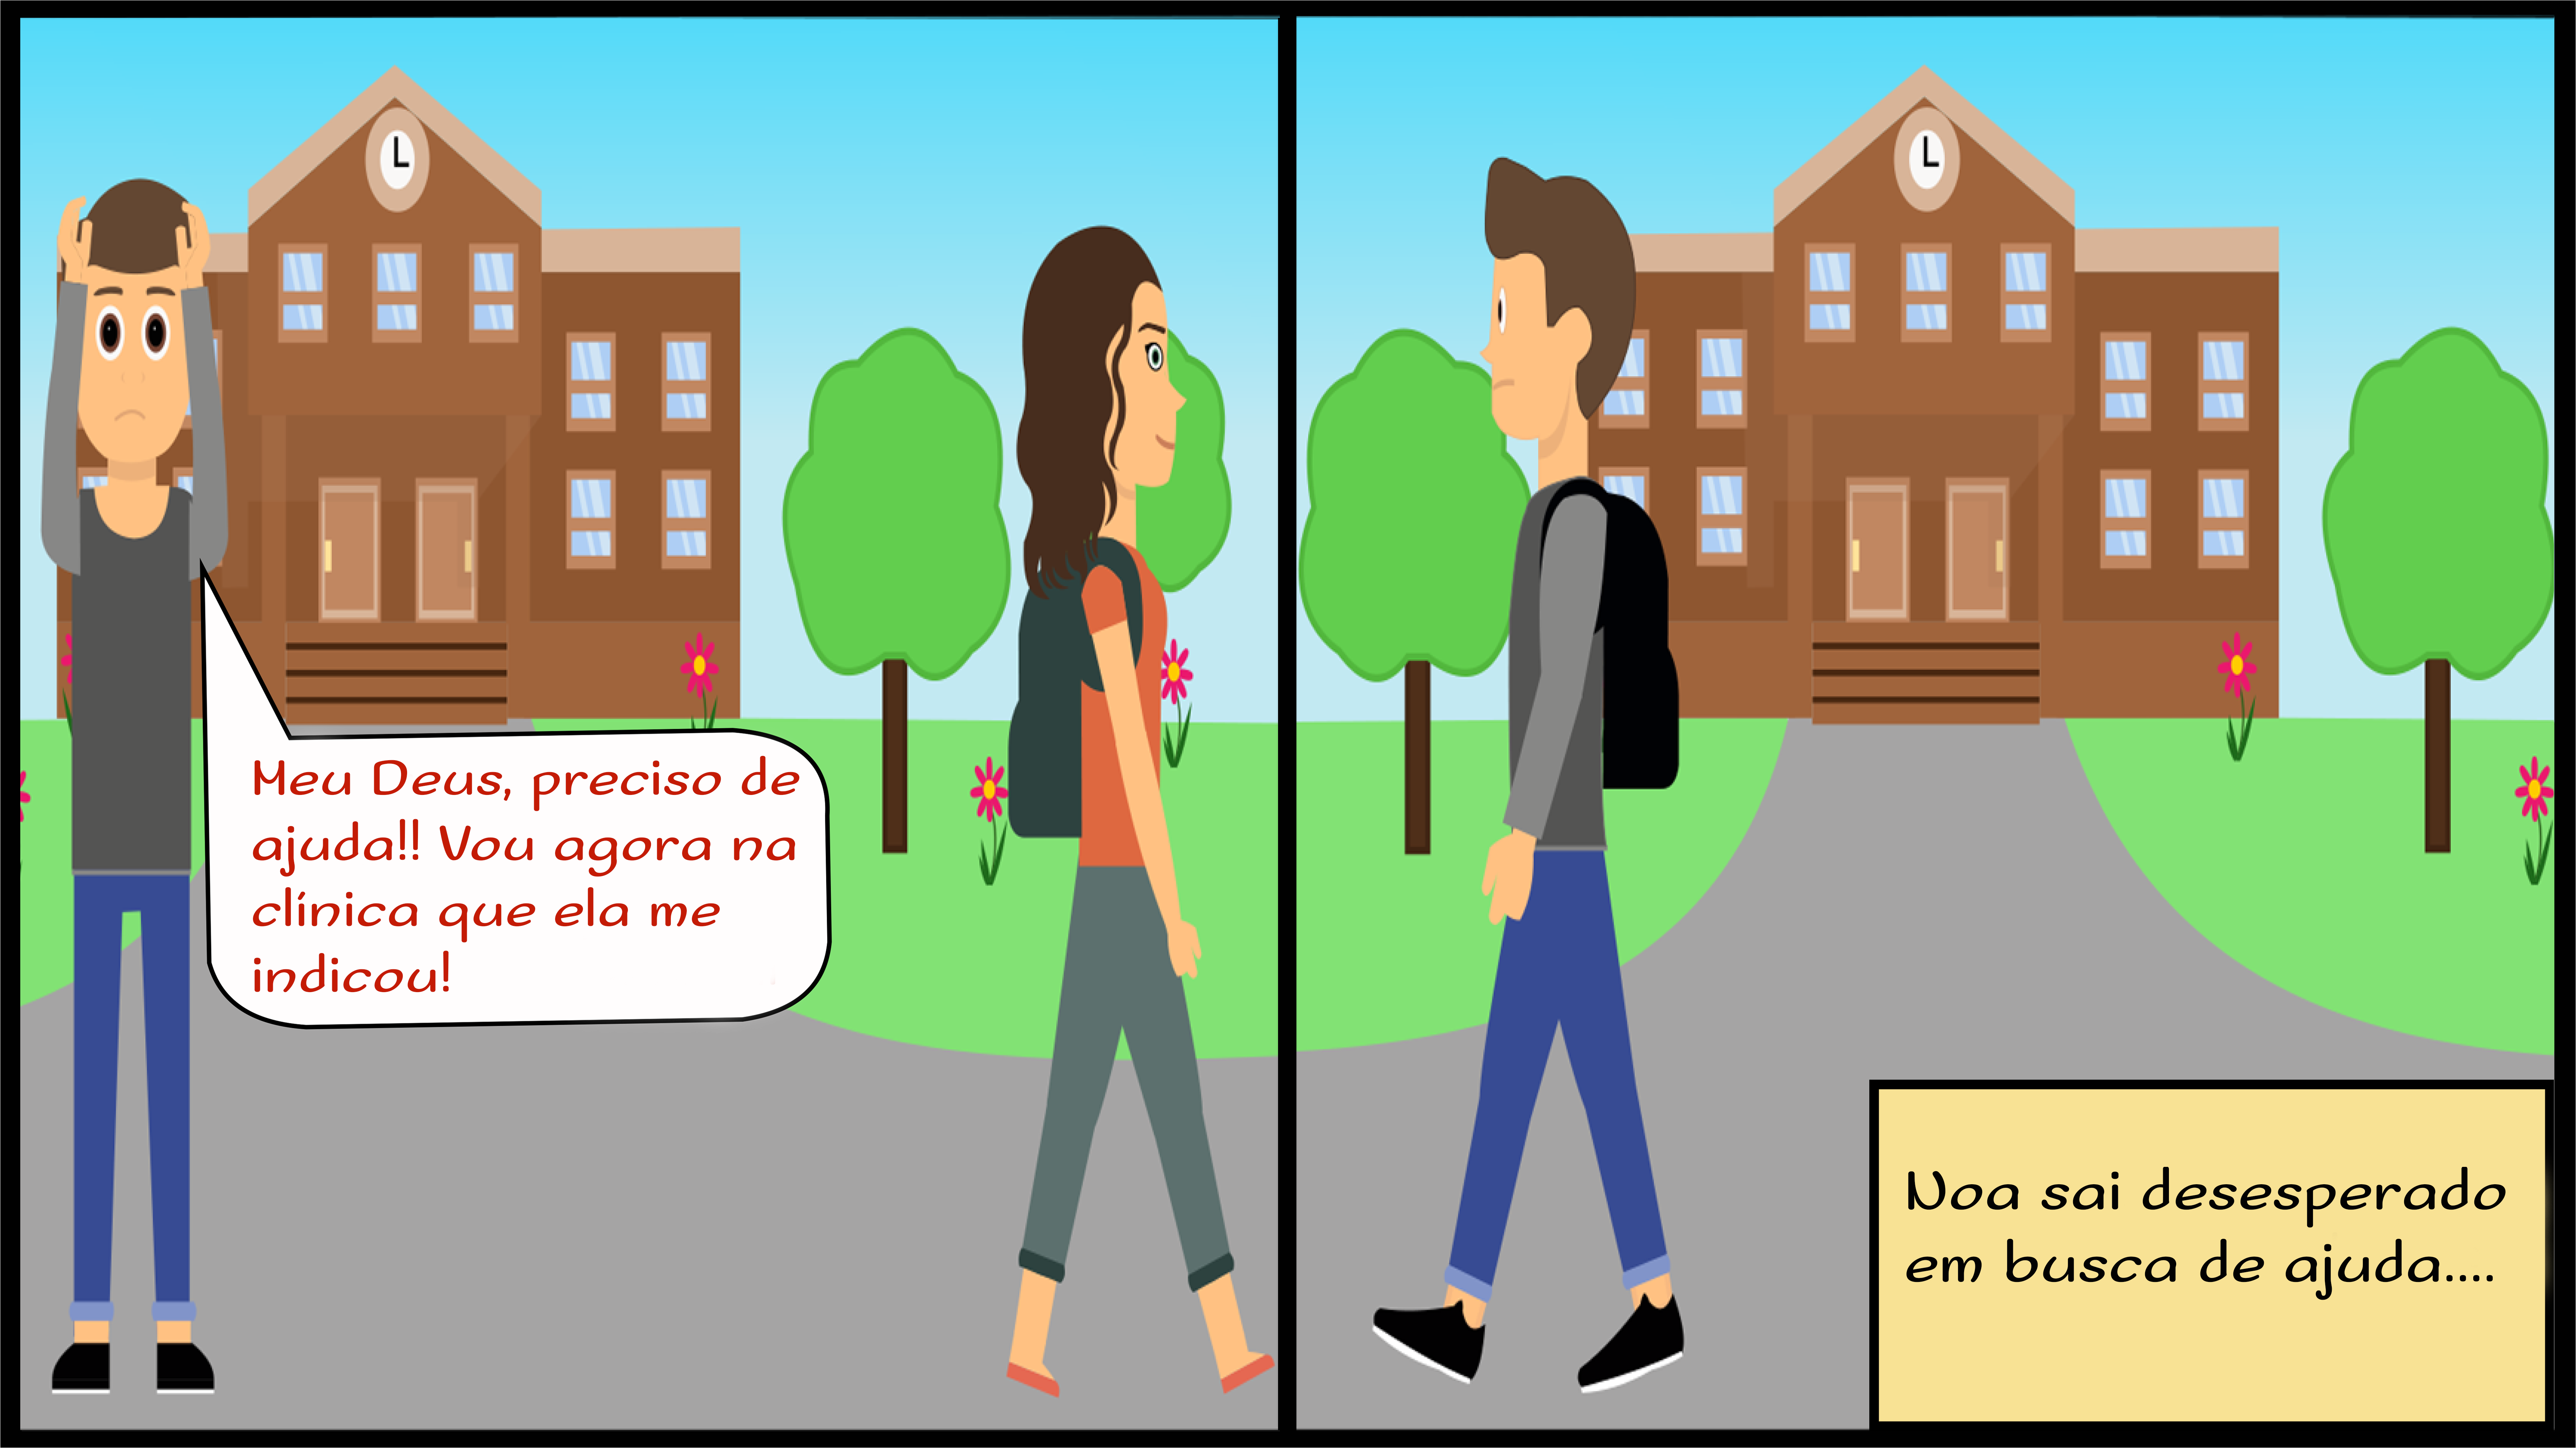 Meu Deus, preciso de
ajuda!! Vou agora na
clínica que ela me
indicou!
Noa sai desesperado
em busca de ajuda....